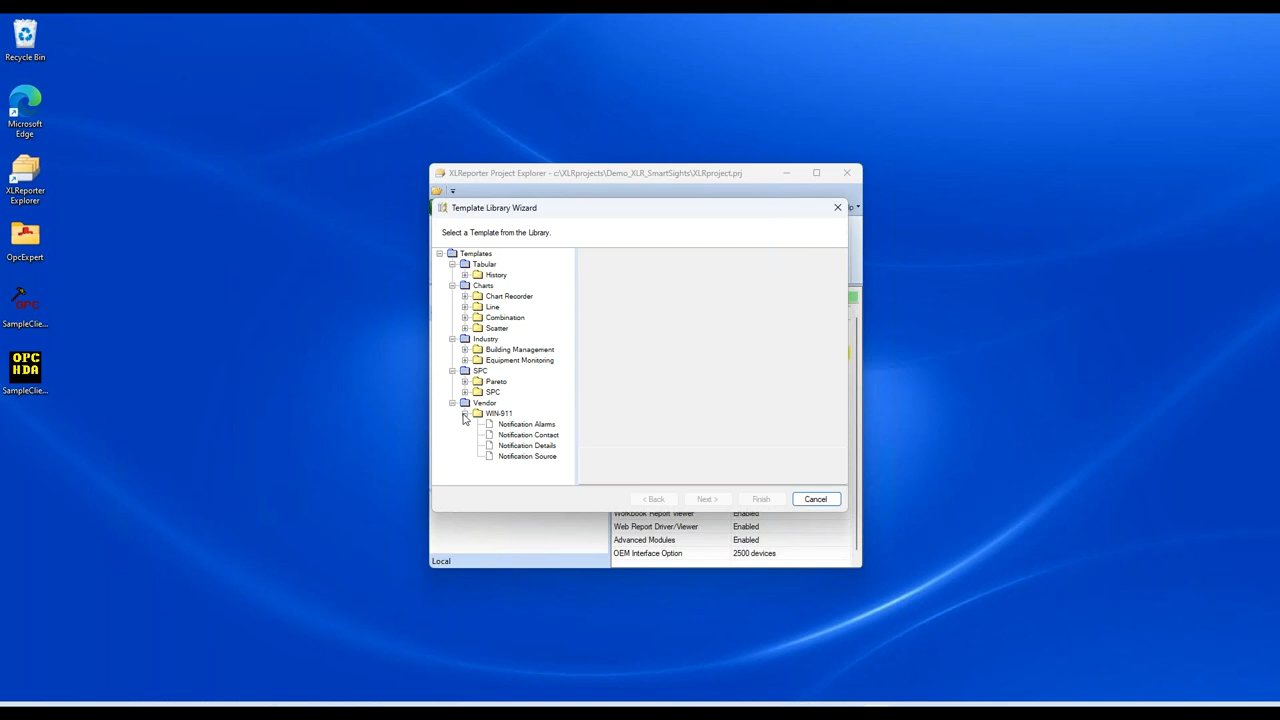 Recycle Bin
Microsoft
Edge
XLReporter
Explorer
OpcExpert
OPC
SampleClie...
OPC
HDA
SampleClie...
XLReporter Project Explorer - c:\XLRprojects\Demo_XLR_SmartSights\XLRproject.prj
Template Library Wizard
Select a Template from the Library.
Templates
Tabular
History
Charts
Chart Recorder
Line
Combination
Scatter
Industry
Building Management
Equipment Monitoring
SPC
Pareto
SPC
Vendor
WIN-911
Notification Alarms
Notification Contact
Notification Details
Notification Source
< Back
Next >
Finish
Cancel
Workbook Report Viewer Enabled
Web Report Driver/Viewer Enabled
Advanced Modules Enabled
OEM Interface Option 2500 devices
Local